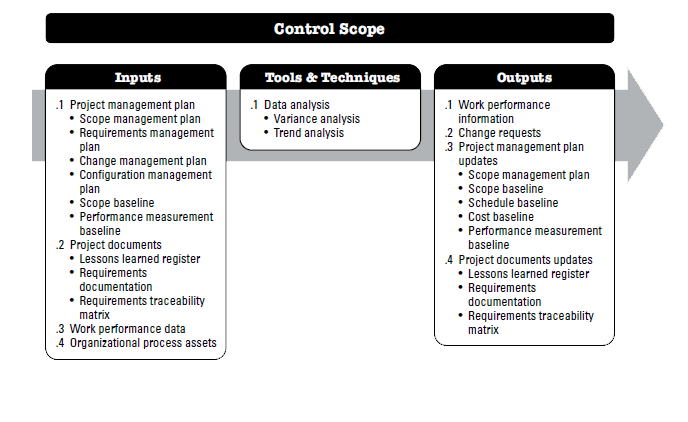 Control Scope
Inputs
.1 Project management plan
• Scope management plan
• Requirements management
plan
• Change management plan
• Configuration management
plan
• Scope baseline
• Performance measurement
baseline
.2 Project documents
• Lessons learned register
• Requirements
documentation
• Requirements traceability
matrix
.3 Work performance data
.4 Organizational process assets
Tools & Techniques
.1 Data analysis
• Variance analysis
• Trend analysis
Outputs
.1 Work performance
information
.2 Change requests
.3 Project management plan
updates
• Scope management plan
• Scope baseline
• Schedule baseline
• Cost baseline
• Performance measurement
baseline
.4 Project documents updates
• Lessons learned register
• Requirements
documentation
• Requirements traceability
matrix